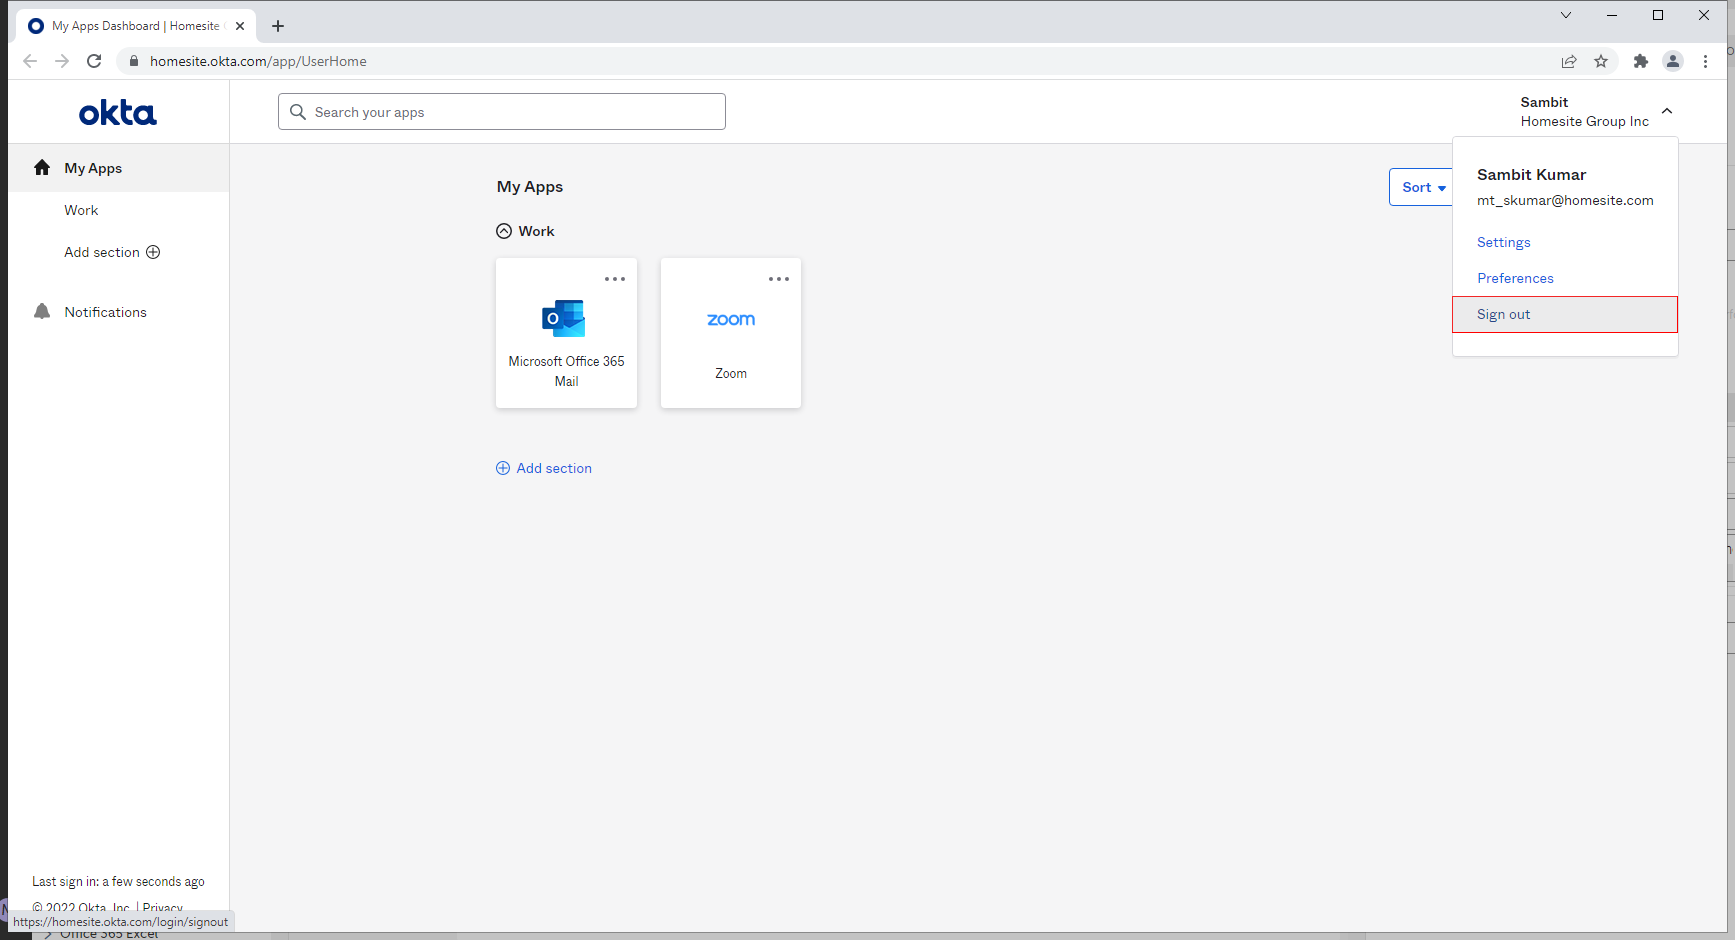 My Apps Dashboard | Homesite
homesite.okta.com/app/UserHome
okta
Search your apps
Sambit
Homesite Group Inc
My Apps
Work
Add section
Notifications
My Apps
Sort
Work
Microsoft Office 365
Mail
zoom
Zoom
Add section
Sambit Kumar
mt_skumar@homesite.com
Settings
Preferences
Sign out
Last sign in: a few seconds ago
© 2022 Okta, Inc. | Privacy
https://homesite.okta.com/login/signout
Office 365 Excel